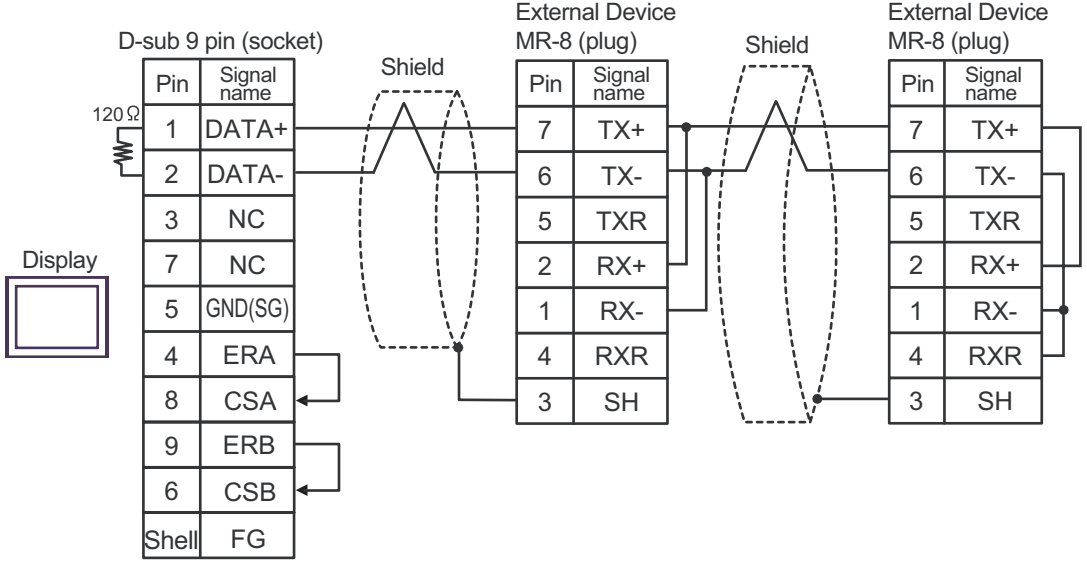 External Device
External Device
D-sub 9 pin (socket)
MR-8 (plug)
MR-8 (plug)
Shield
Shield
Pin Signal name
Pin Signal name
Pin Signal name
120Ω
1 DATA+
7 TX+
7 TX+
2 DATA-
6 TX-
6 TX-
3 NC
5 TXR
5 TXR
Display
7 NC
2 RX+
2 RX+
5 GND(SG)
1 RX-
1 RX-
4 ERA
4 RXR
4 RXR
8 CSA
3 SH
3 SH
9 ERB
6 CSB
Shell FG